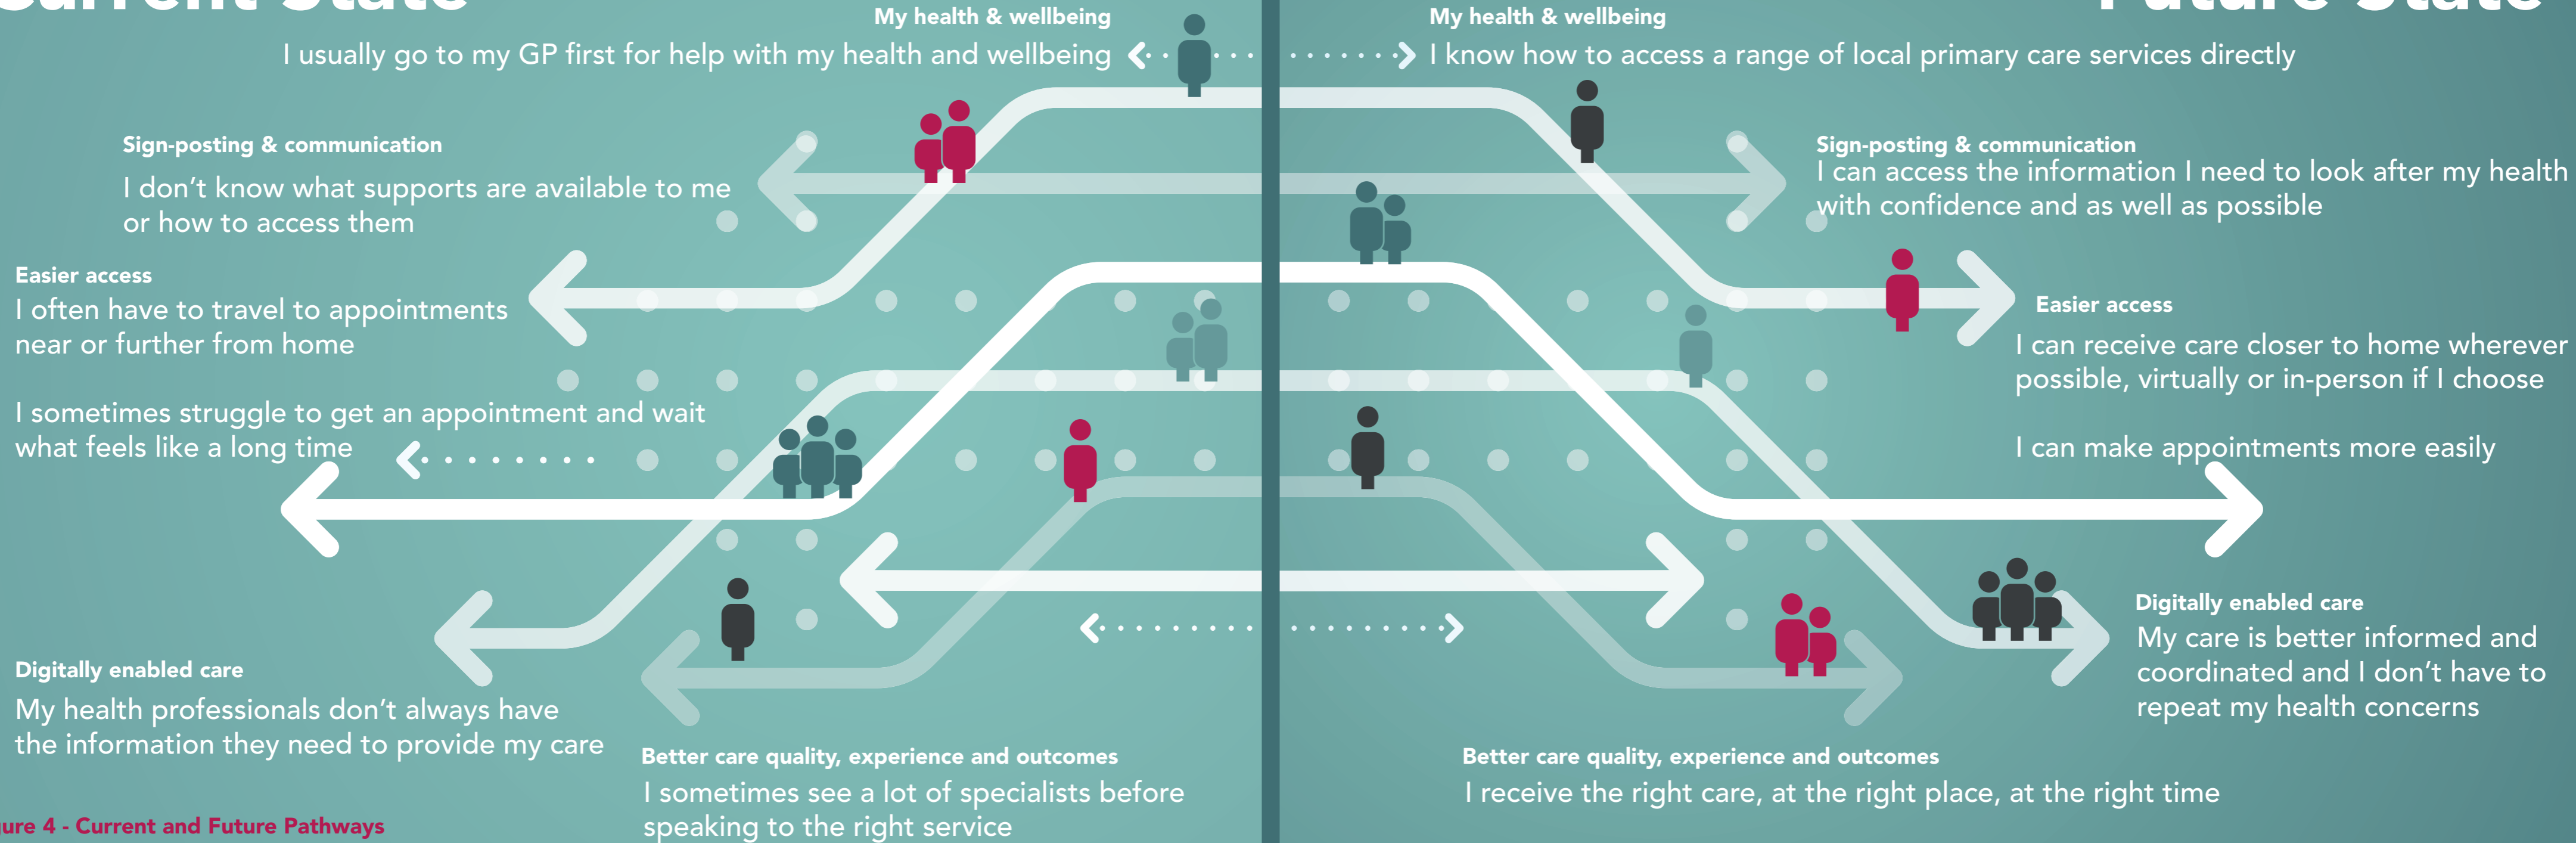 Current State
My health & wellbeing
I usually go to my GP first for help with my health and wellbeing
Sign-posting & communication
I don’t know what supports are available to me
or how to access them
Easier access
I often have to travel to appointments
near or further from home
I sometimes struggle to get an appointment and wait
what feels like a long time
Digitally enabled care
My health professionals don’t always have
the information they need to provide my care
Better care quality, experience and outcomes
I sometimes see a lot of specialists before
speaking to the right service
Future State
My health & wellbeing
I know how to access a range of local primary care services directly
Sign-posting & communication
I can access the information I need to look after my health
with confidence and as well as possible
Easier access
I can receive care closer to home wherever
possible, virtually or in-person if I choose
I can make appointments more easily
Digitally enabled care
My care is better informed and
coordinated and I don’t have to
repeat my health concerns
Better care quality, experience and outcomes
I receive the right care, at the right place, at the right time
ure 4 - Current and Future Pathways